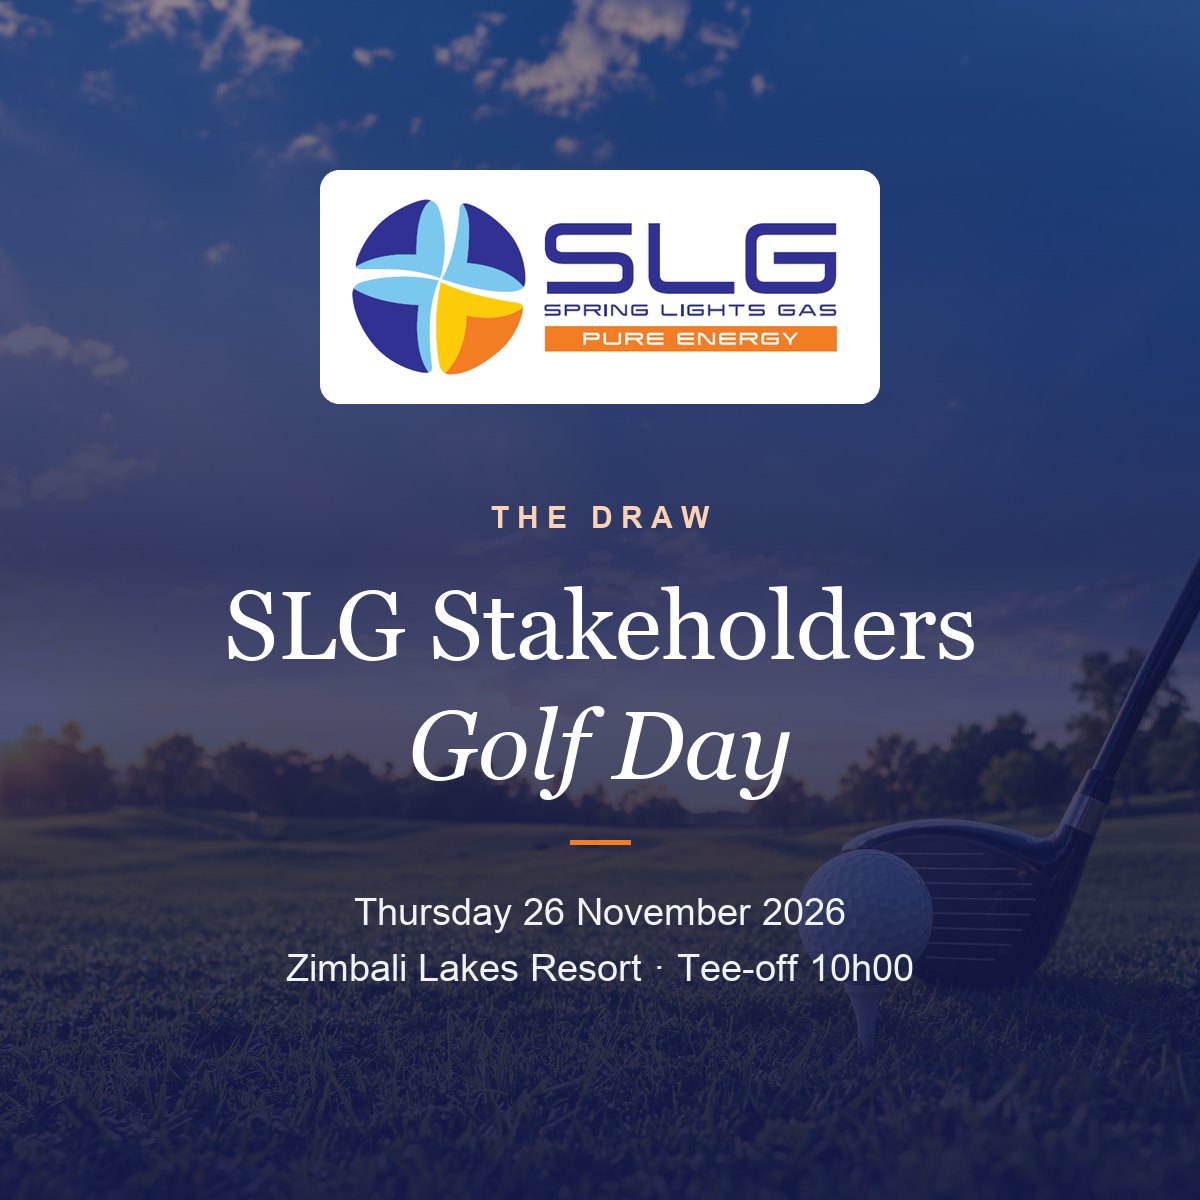 SLG
SPRING LIGHTS GAS
PURE ENERGY
THE DRAW
SLG Stakeholders
Golf Day
Thursday 26 November 2026
Zimbali Lakes Resort · Tee-off 10h00